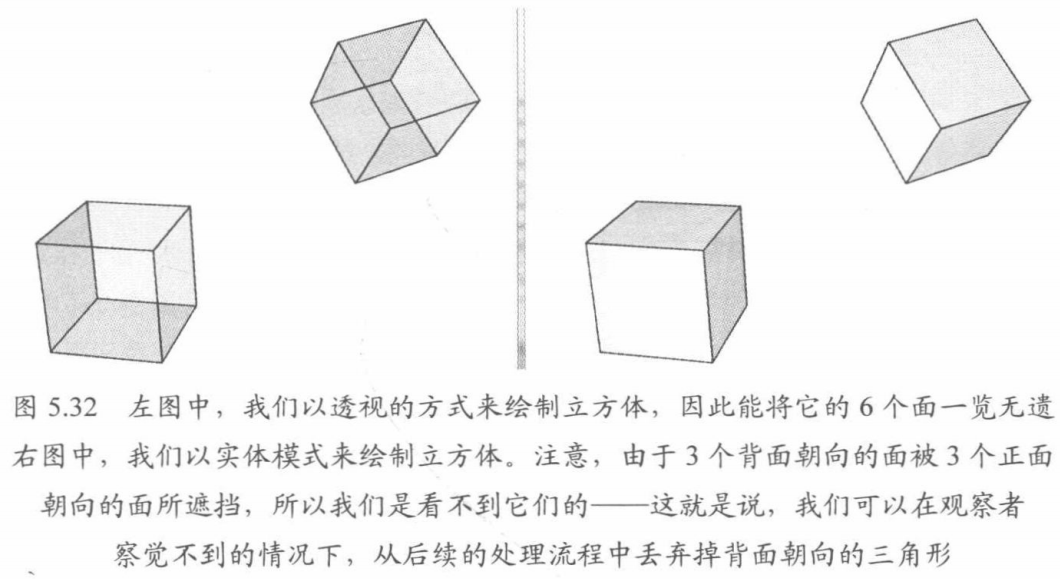 图 5.32 左图中，我们以透视的方式来绘制立方体，因此能将它的 6 个面一览无遗
右图中，我们以实体模式来绘制立方体。注意，由于 3 个背面朝向的面被 3 个正面
朝向的面所遮挡，所以我们是看不到它们的——这就是说，我们可以在观察者
察觉不到的情况下，从后续的处理流程中丢弃掉背面朝向的三角形